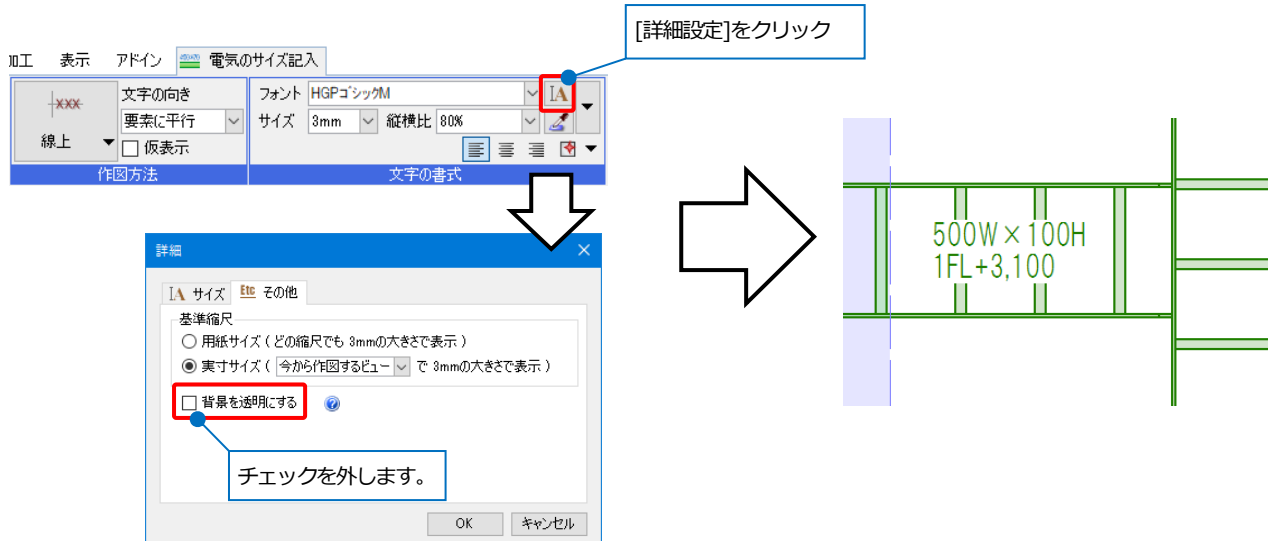 [詳細設定]をクリック
加工 表示 アドイン 電気のサイズ記入
XXX
線上
文字の向き
要素に平行
仮表示
作図方法
フォント HGPゴシックM
サイズ 3mm 縦横比 80%
文字の書式
詳細
サイズ Etc その他
基準縮尺
用紙サイズ ( どの縮尺でも 3mmの大きさで表示 )
実寸サイズ ( 今から作図するビュー で 3mmの大きさで表示 )
背景を透明にする
チェックを外します。
OK キャンセル
500W×100H
1FL+3,100